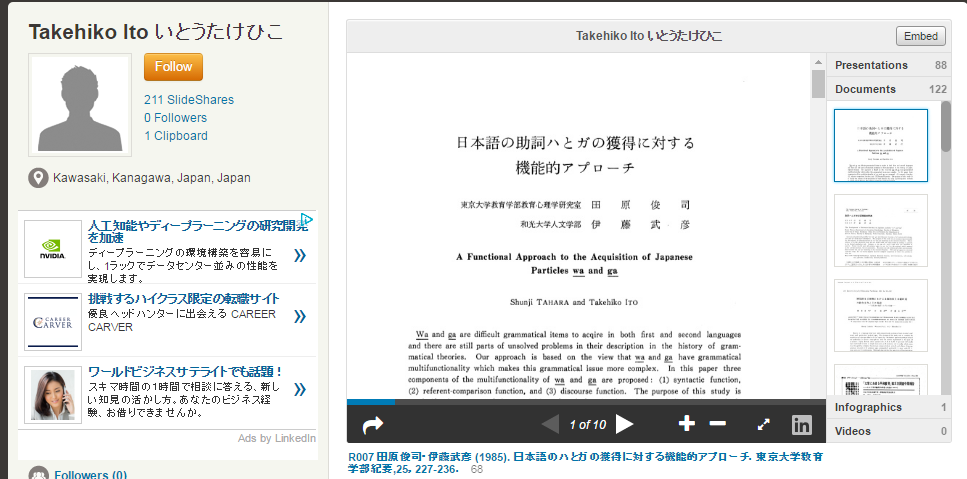 Takehiko Ito いとうたけひこ
Follow
211 SlideShares
0 Followers
1 Clipboard
Kawasaki, Kanagawa, Japan, Japan
人工知能やディープラーニングの研究開発
を加速
ディープラーニングの環境構築を容易に
し、1ラックでデータセンター並みの性能を
実現します。
NVIDIA
挑戦するハイクラス限定の転職サイト
優良ヘッドハンターに出会える CAREER
CARVER
CAREER
CARVER
ワールドビジネスサテライトでも話題！
スキマ時間の1時間で相談に答える、新し
い知見の活かし方。あなたのビジネス経
験、お借りできませんか。
Ads by LinkedIn
Followers (0)
Takehiko Ito いとうたけひこ
Embed
日本語の助詞ハとガの獲得に対する
機能的アプローチ
東京大学教育学部教育心理学研究室 田原俊司
和光大学人文学部 伊藤武彦
A Functional Approach to the Acquisition of Japanese
Particles wa and ga
Shunji TAHARA and Takehiko ITO
Wa and ga are difficult grammatical items to acqire in both first and second languages
and there are still parts of unsolved problems in their description in the history of gram-
matical theories. Our approach is based on the view that wa and ga have grammatical
multifunctionality which makes this grammatical issue more complex. In this paper three
components of the multifunctionality of wa and ga are proposed : (1) syntactic function,
(2) referent-comparison function, and (3) discourse function. The purpose of this study is
1 of 10
in
R007 田原俊司・伊藤武彦 (1985). 日本語のハとガの獲得に対する機能的アプローチ. 東京大学教育
学部紀要,25, 227-236. 68
Presentations 88
Documents 122
Infographics 1
Videos 0